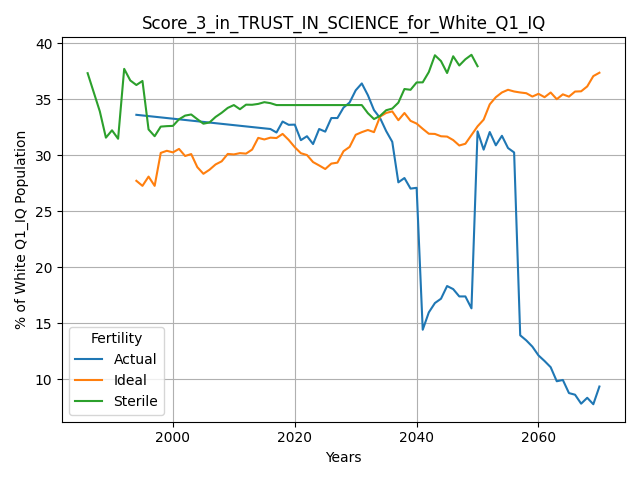 Score_3_in_TRUST_IN_SCIENCE_for_White_Q1_IQ
% of White Q1_IQ Population
40
35
30
25
20
15
10
Fertility
Actual
Ideal
Sterile
2000
2020
2040
2060
Years